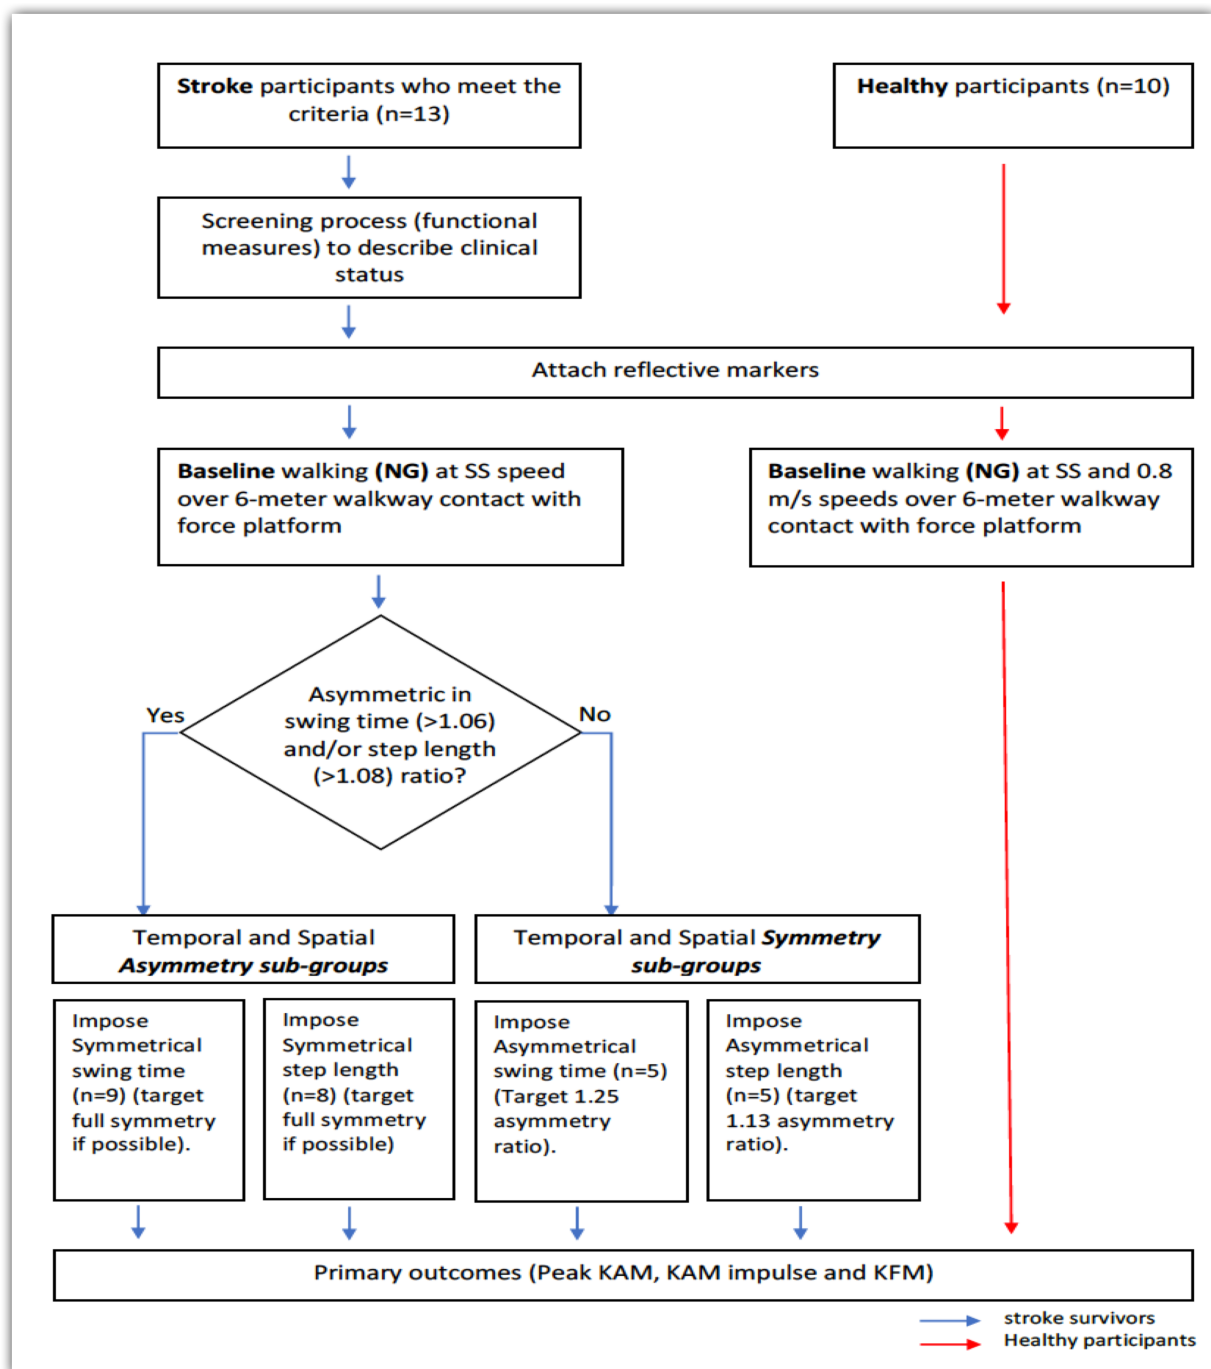 Stroke participants who meet the
criteria (n=13)
Healthy participants (n=10)
Screening process (functional
measures) to describe clinical
status
Attach reflective markers
Baseline walking (NG) at SS speed
over 6-meter walkway contact with
force platform
Baseline walking (NG) at SS and 0.8
m/s speeds over 6-meter walkway
contact with force platform
Asymmetric in
swing time (>1.06)
and/or step length
(>1.08) ratio?
Yes
No
Temporal and Spatial
Asymmetry sub-groups
Temporal and Spatial Symmetry
sub-groups
Impose
Symmetrical
swing time
(n=9) (target
full symmetry
if possible).
Impose
Symmetrical
step length
(n=8) (target
full symmetry
if possible)
Impose
Asymmetrical
swing time (n=5)
(Target 1.25
asymmetry
ratio).
Impose
Asymmetrical
step length
(n=5) (target
1.13 asymmetry
ratio).
Primary outcomes (Peak KAM, KAM impulse and KFM)
stroke survivors
Healthy participants